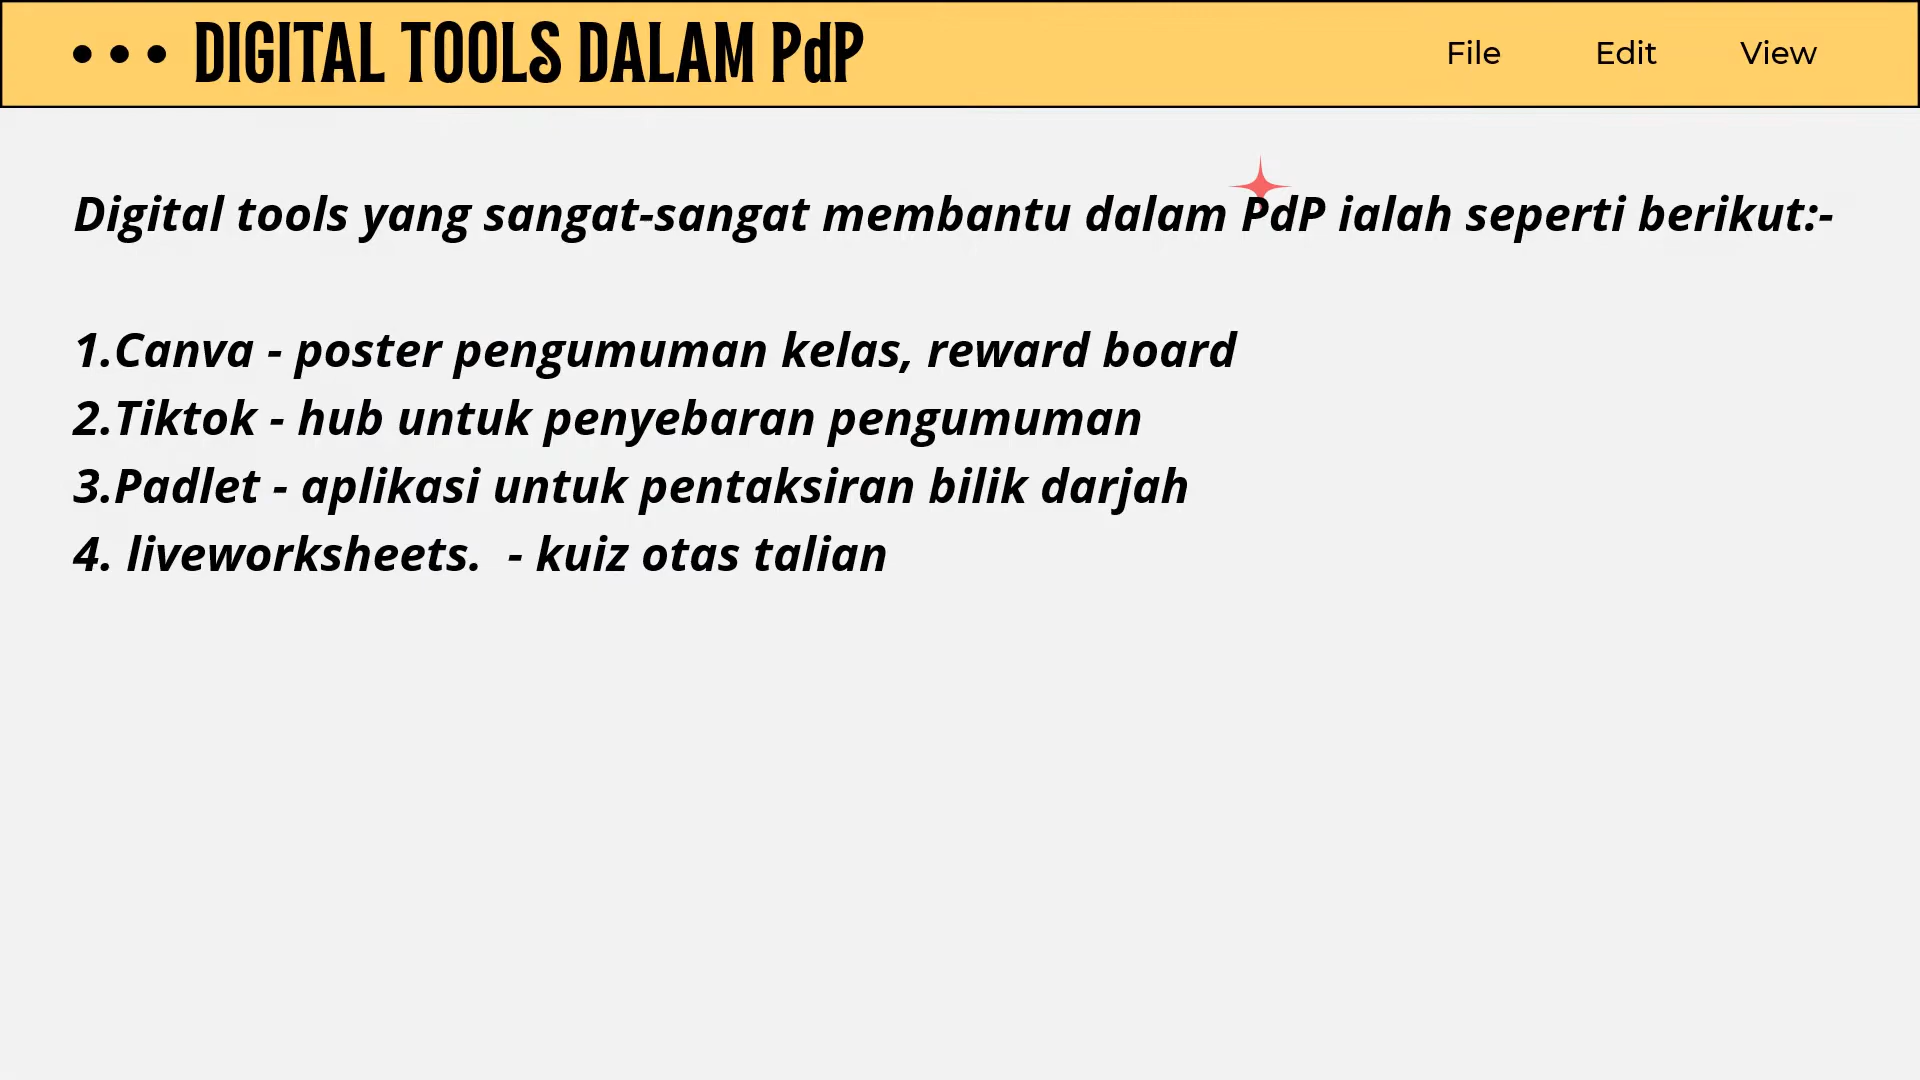 DIGITAL TOOLS DALAM PdP
File Edit View
Digital tools yang sangat-sangat membantu dalam PdP ialah seperti berikut:-
1.Canva - poster pengumuman kelas, reward board
2.Tiktok - hub untuk penyebaran pengumuman
3.Padlet - aplikasi untuk pentaksiran bilik darjah
4. liveworksheets.  - kuiz otas talian